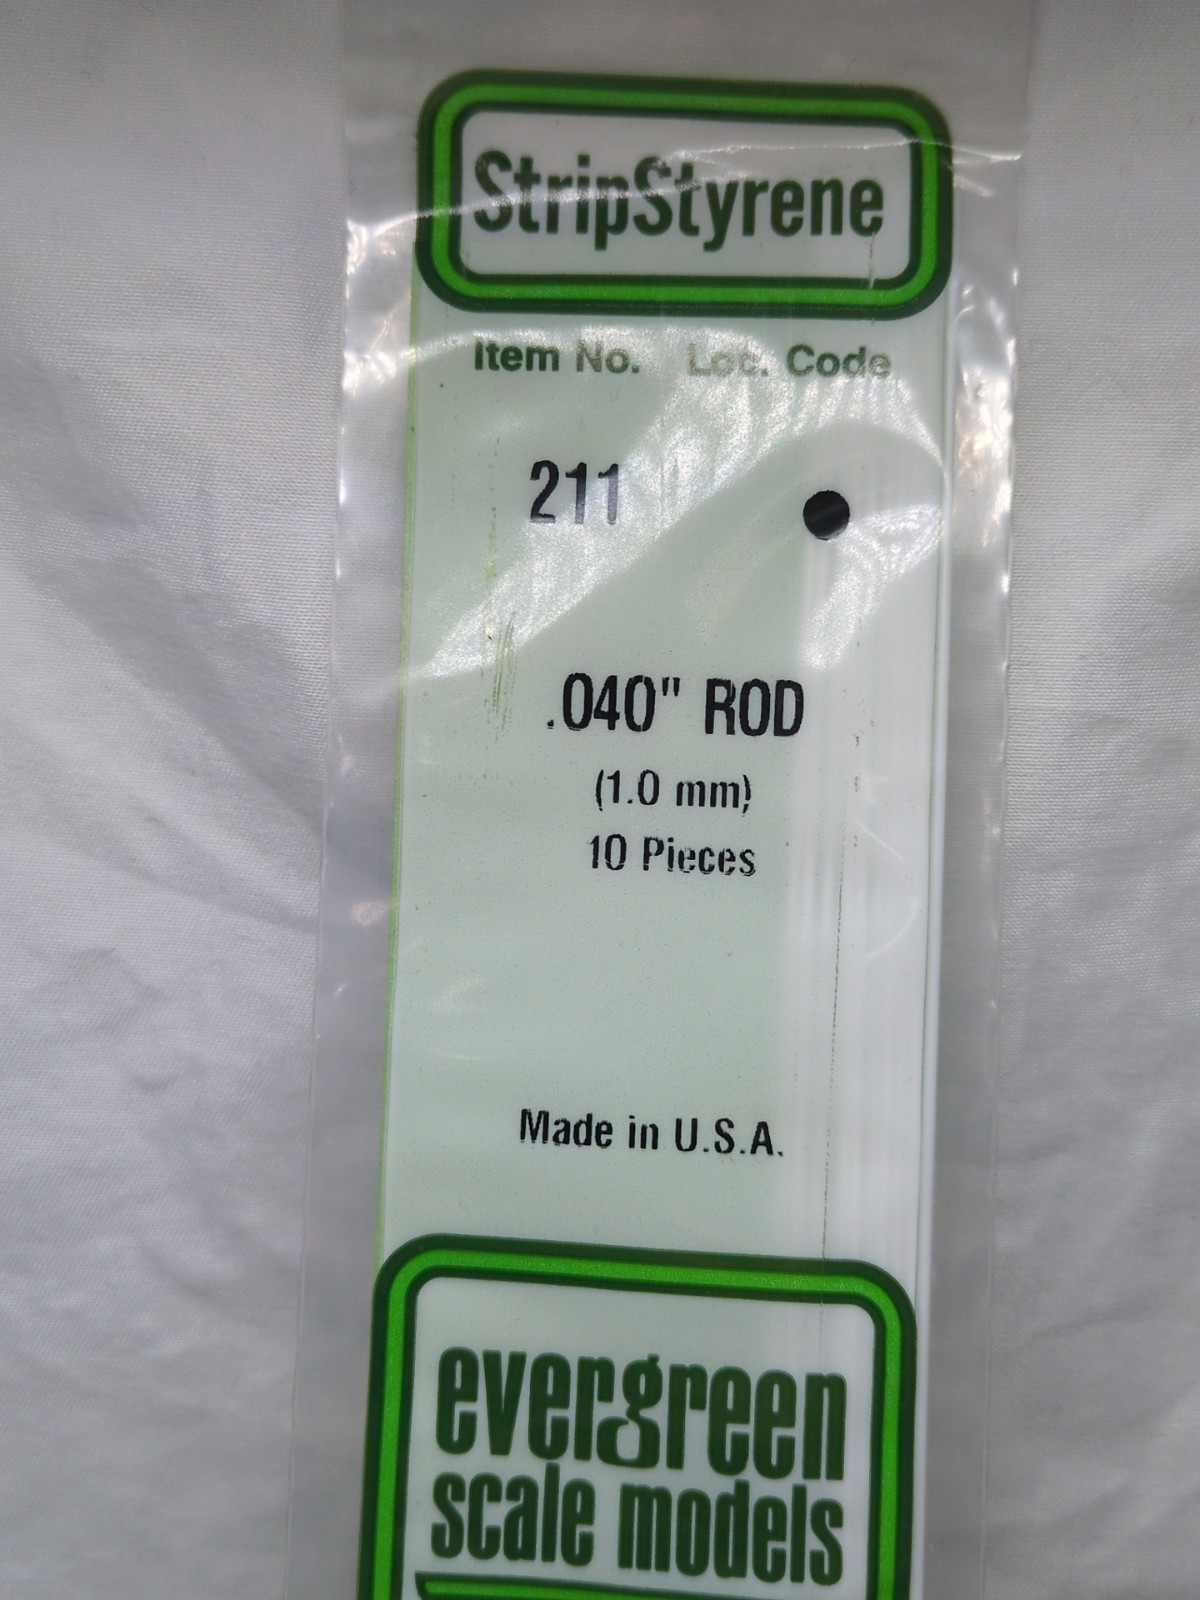 StripStyrene
Item No. Loc. Code
211
.040" ROD
(1.0 mm)
10 Pieces
Made in U.S.A.
evergreen
scale models